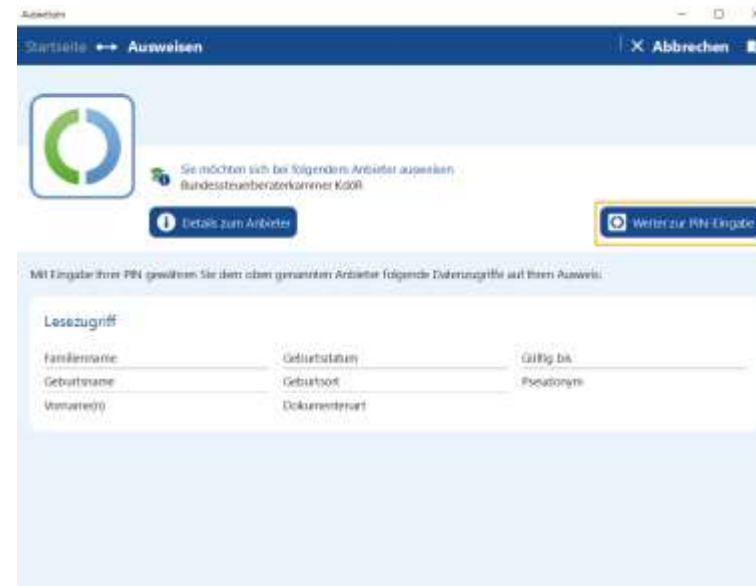 Ausweisen
Startseite Ausweisen Abbrechen
Sie möchten sich bei folgendem Anbieter ausweisen
Bundessteuerberaterkammer KdöR
Details zum Anbieter
Weiter zur PIN-Eingabe
Mit Eingabe Ihrer PIN gewähren Sie dem oben genannten Anbieter folgende Datenzugriffe auf Ihren Ausweis:
Lesezugriff
Familienname Geburtsdatum Gültig bis
Geburtsname Geburtsort Pseudonym
Vorname(n) Dokumentenart